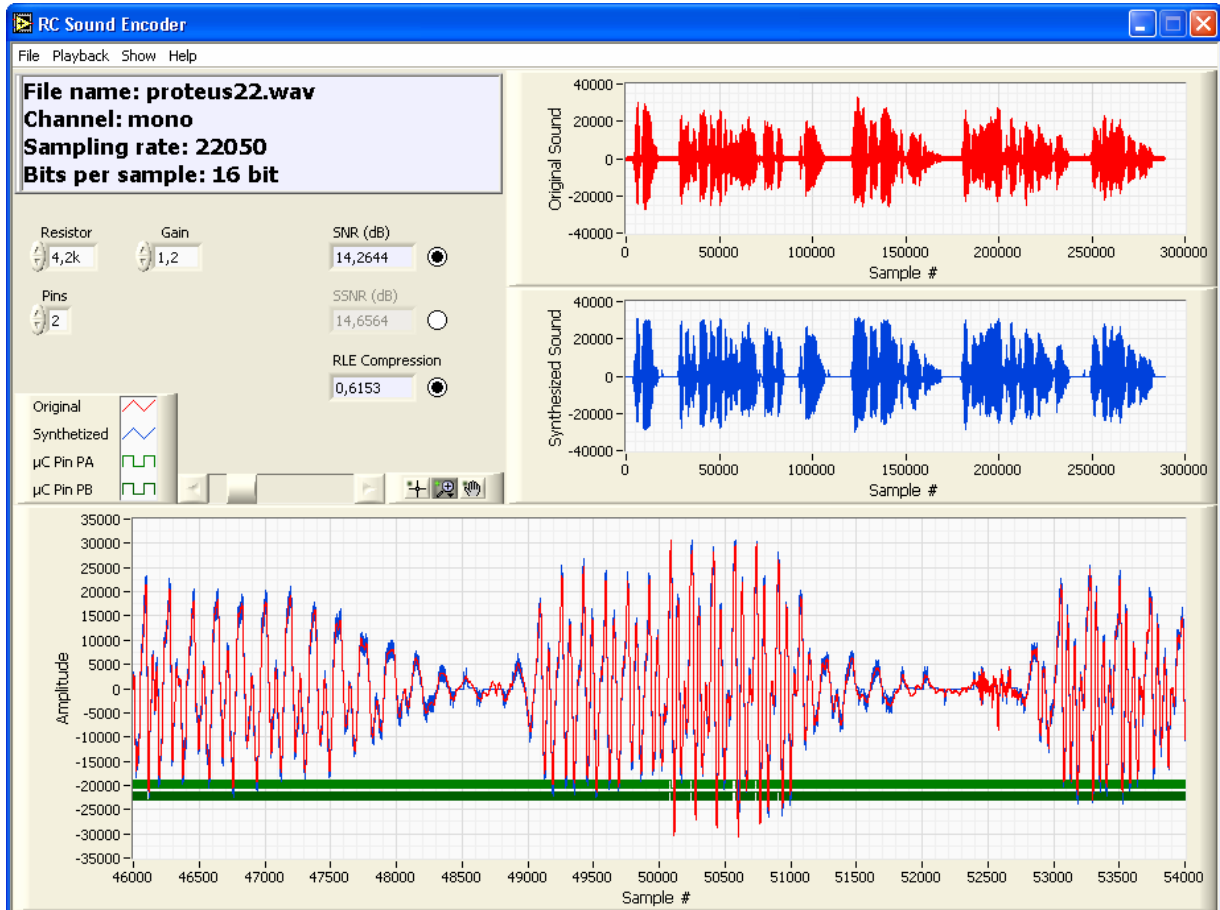 RC Sound Encoder
File Playback Show Help
File name: proteus22.wav
Channel: mono
Sampling rate: 22050
Bits per sample: 16 bit
Resistor
4,2k
Gain
1,2
SNR (dB)
14,2644
Pins
2
SSNR (dB)
14,6564
RLE Compression
0,6153
Original
Synthetized
µC Pin PA
µC Pin PB
Original Sound
40000
20000
0
-20000
-40000
0 50000 100000 150000 200000 250000 300000
Sample #
Synthesized Sound
40000
20000
0
-20000
-40000
0 50000 100000 150000 200000 250000 300000
Sample #
Amplitude
35000
30000
25000
20000
15000
10000
5000
0
-5000
-10000
-15000
-20000
-25000
-30000
-35000
46000 46500 47000 47500 48000 48500 49000 49500 50000 50500 51000 51500 52000 52500 53000 53500 54000
Sample #